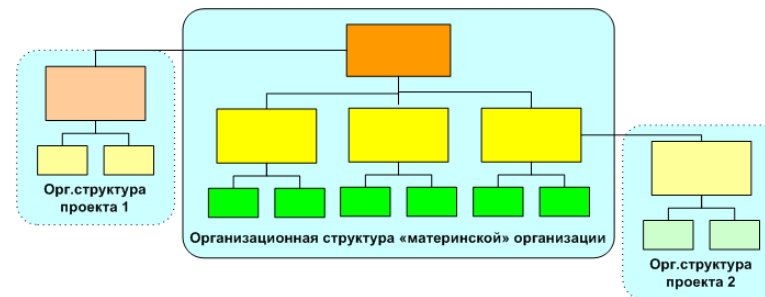 Орг.структура
проекта 1
Организационная структура «материнской» организации
Орг.структура
проекта 2